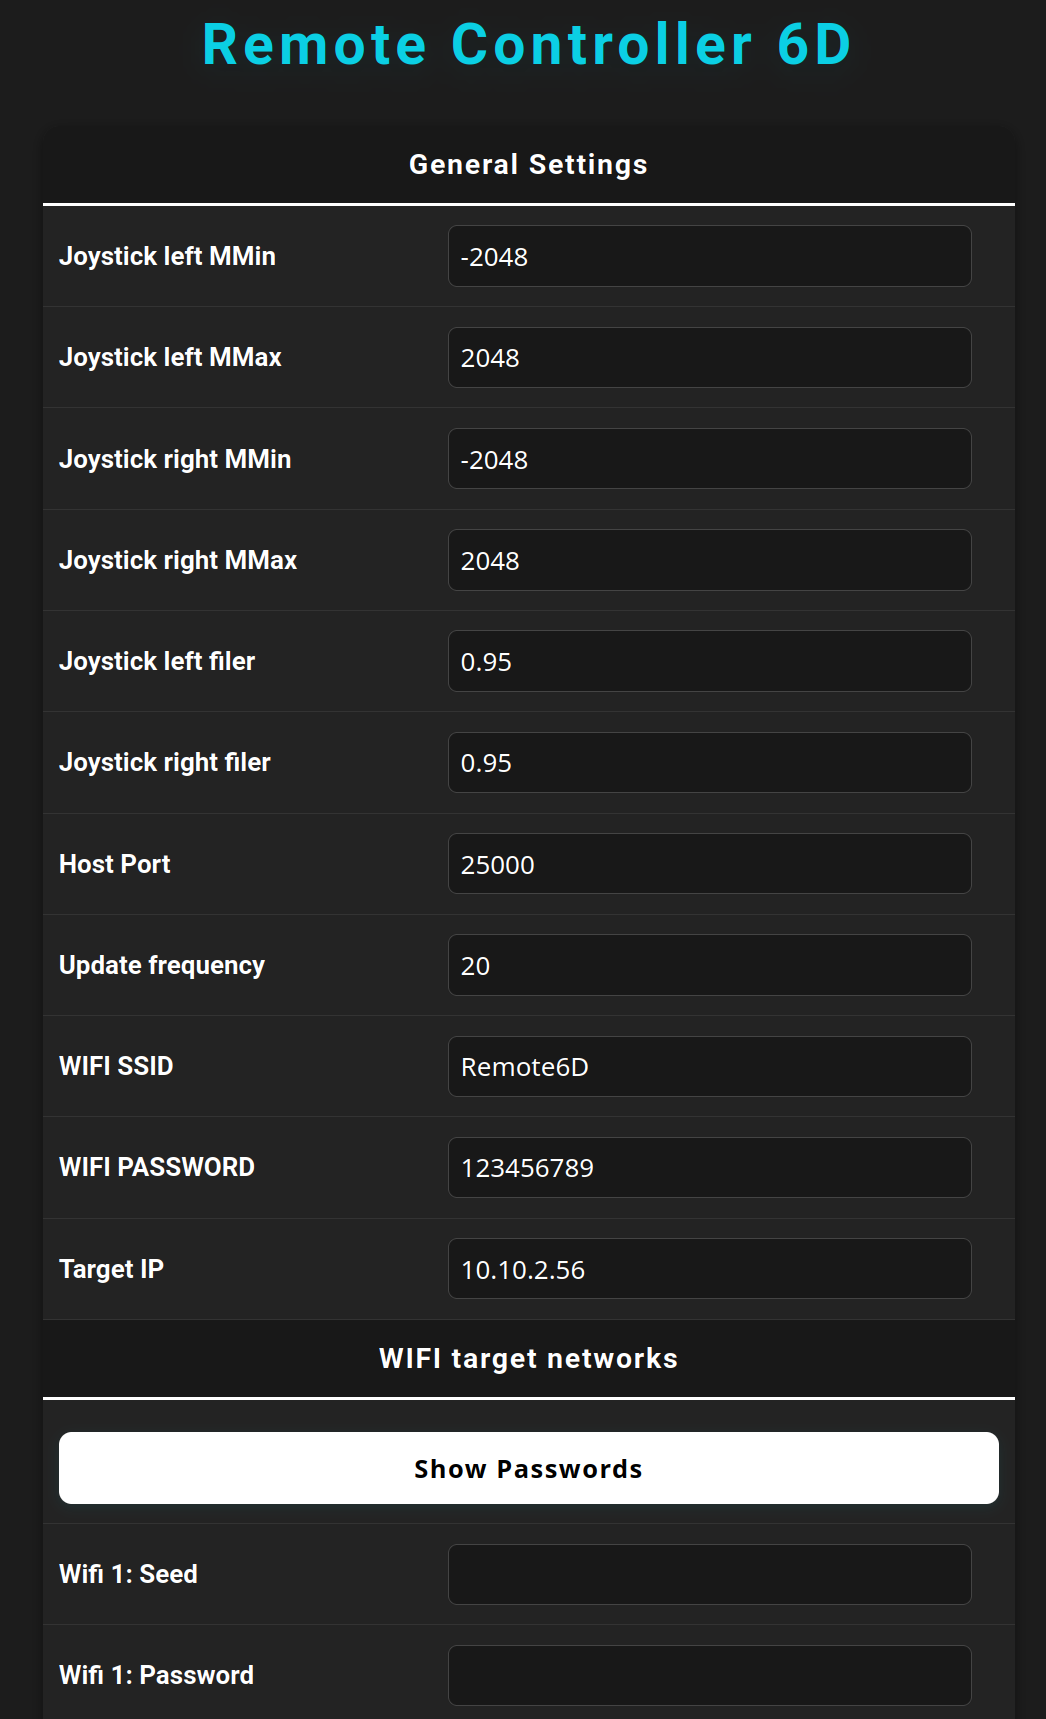 Remote Controller 6D
General Settings
Joystick left MMin -2048
Joystick left MMax 2048
Joystick right MMin -2048
Joystick right MMax 2048
Joystick left filer 0.95
Joystick right filer 0.95
Host Port 25000
Update frequency 20
WIFI SSID Remote6D
WIFI PASSWORD 123456789
Target IP 10.10.2.56
WIFI target networks
Show Passwords
Wifi 1: Seed
Wifi 1: Password